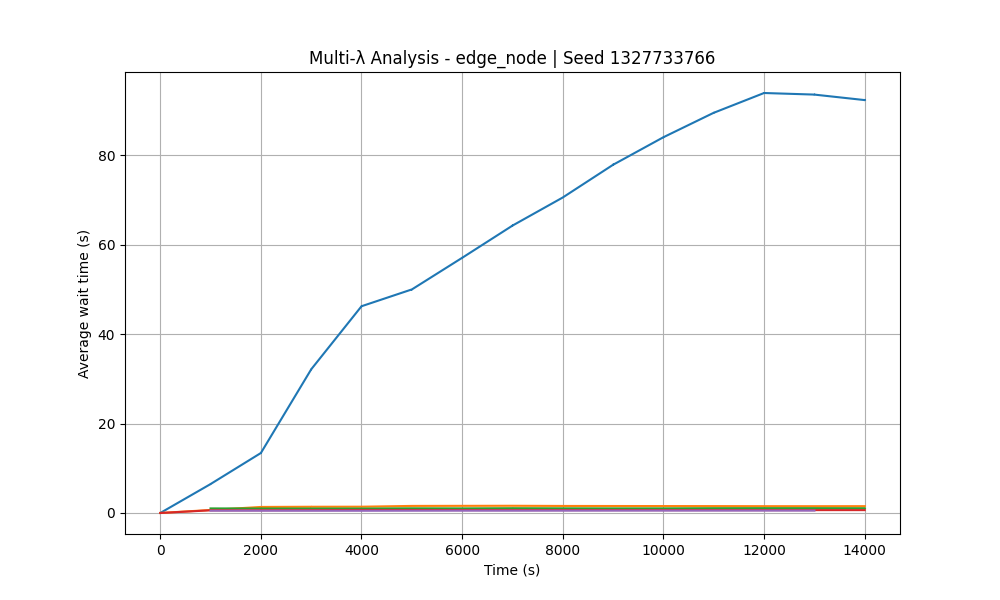 Multi-λ Analysis - edge_node | Seed 1327733766
80
60
40
20
0
Average wait time (s)
0 2000 4000 6000 8000 10000 12000 14000
Time (s)